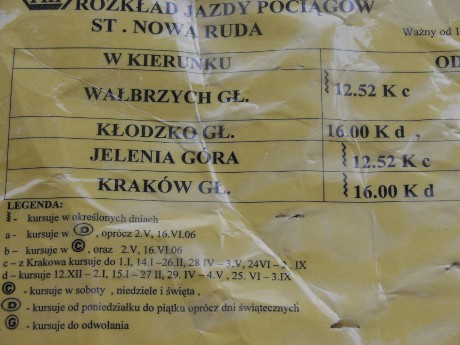 ROZKŁAD JAZDY POCIĄGÓW
ST . NOWA RUDA
Ważny od 1
W KIERUNKU OD
WAŁBRZYCH GŁ. 12.52 K c
KŁODZKO GŁ. 16.00 K d ,
JELENIA GÓRA 12.52 K c
KRAKÓW GŁ. 16.00 K d
LEGENDA:
- kursuje w określonych dniach
a - kursuje w D, oprócz 2.V, 16.VI.06
b – kursuje w C, oraz 2.V, 16.VI.06
c – z Krakowa kursuje do 1.I, 14.I -26.II, 28 IV – 3.V, 24VI – 2 , IX
d – kursuje 12.XII – 2.I, 15.I – 27 II, 29. IV – 4.V , 25. VI – 3.IX
C - kursuje w soboty , niedziele i święta ,
D - kursuje od poniedziałku do piątku oprócz dni świątecznych
G - kursuje do odwołania